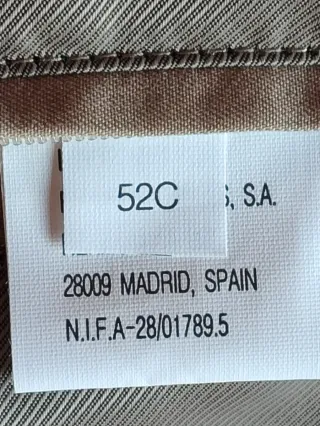 52C
S, S.A.
28009 MADRID, SPAIN
N.I.F.A-28/01789.5